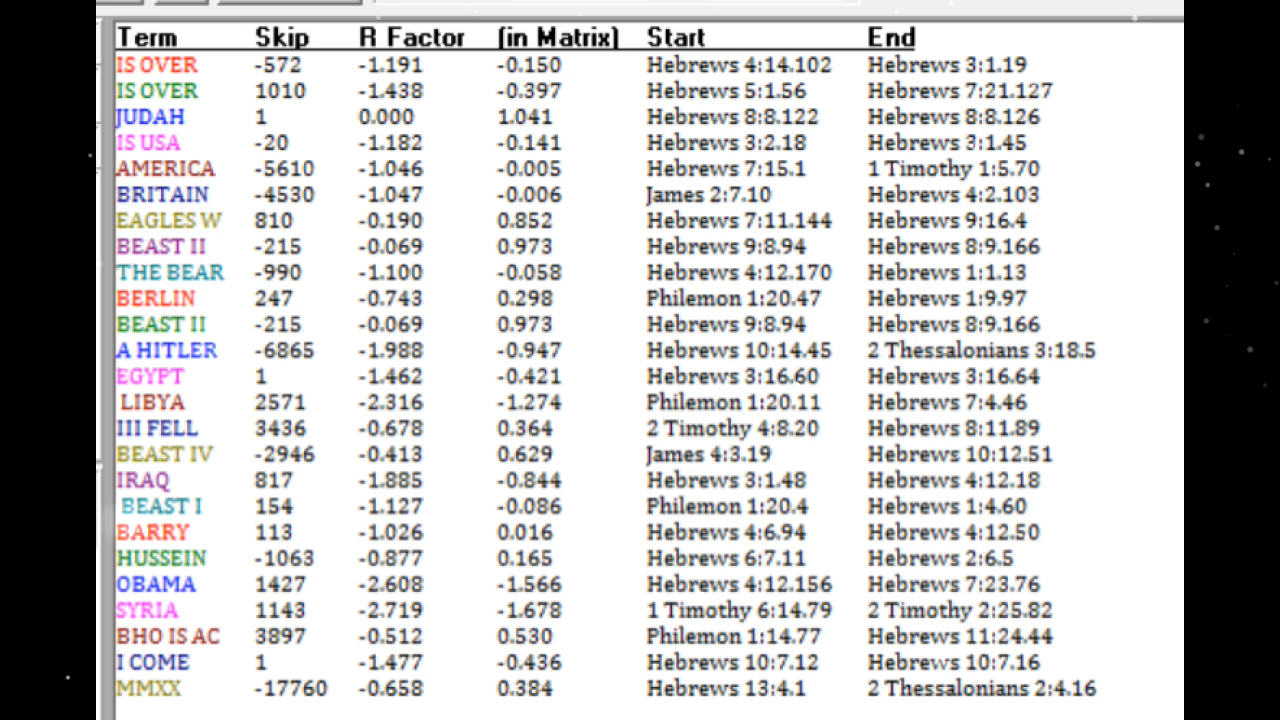 Term Skip R Factor (in Matrix) Start End
IS OVER -572 -1.191 -0.150 Hebrews 4:14.102 Hebrews 3:1.19
IS OVER 1010 -1.438 -0.397 Hebrews 5:1.56 Hebrews 7:21.127
JUDAH 1 0.000 1.041 Hebrews 8:8.122 Hebrews 8:8.126
IS USA -20 -1.182 -0.141 Hebrews 3:2.18 Hebrews 3:1.45
AMERICA -5610 -1.046 -0.005 Hebrews 7:15.1 1 Timothy 1:5.70
BRITAIN -4530 -1.047 -0.006 James 2:7.10 Hebrews 4:2.103
EAGLES W 810 -0.190 0.852 Hebrews 7:11.144 Hebrews 9:16.4
BEAST II -215 -0.069 0.973 Hebrews 9:8.94 Hebrews 8:9.166
THE BEAR -990 -1.100 -0.058 Hebrews 4:12.170 Hebrews 1:1.13
BERLIN 247 -0.743 0.298 Philemon 1:20.47 Hebrews 1:9.97
BEAST II -215 -0.069 0.973 Hebrews 9:8.94 Hebrews 8:9.166
A HITLER -6865 -1.988 -0.947 Hebrews 10:14.45 2 Thessalonians 3:18.5
EGYPT 1 -1.462 -0.421 Hebrews 3:16.60 Hebrews 3:16.64
LIBYA 2571 -2.316 -1.274 Philemon 1:20.11 Hebrews 7:4.46
III FELL 3436 -0.678 0.364 2 Timothy 4:8.20 Hebrews 8:11.89
BEAST IV -2946 -0.413 0.629 James 4:3.19 Hebrews 10:12.51
IRAQ 817 -1.885 -0.844 Hebrews 3:1.48 Hebrews 4:12.18
BEAST I 154 -1.127 -0.086 Philemon 1:20.4 Hebrews 1:4.60
BARRY 113 -1.026 0.016 Hebrews 4:6.94 Hebrews 4:12.50
HUSSEIN -1063 -0.877 0.165 Hebrews 6:7.11 Hebrews 2:6.5
OBAMA 1427 -2.608 -1.566 Hebrews 4:12.156 Hebrews 7:23.76
SYRIA 1143 -2.719 -1.678 1 Timothy 6:14.79 2 Timothy 2:25.82
BHO IS AC 3897 -0.512 0.530 Philemon 1:14.77 Hebrews 11:24.44
I COME 1 -1.477 -0.436 Hebrews 10:7.12 Hebrews 10:7.16
MMXX -17760 -0.658 0.384 Hebrews 13:4.1 2 Thessalonians 2:4.16